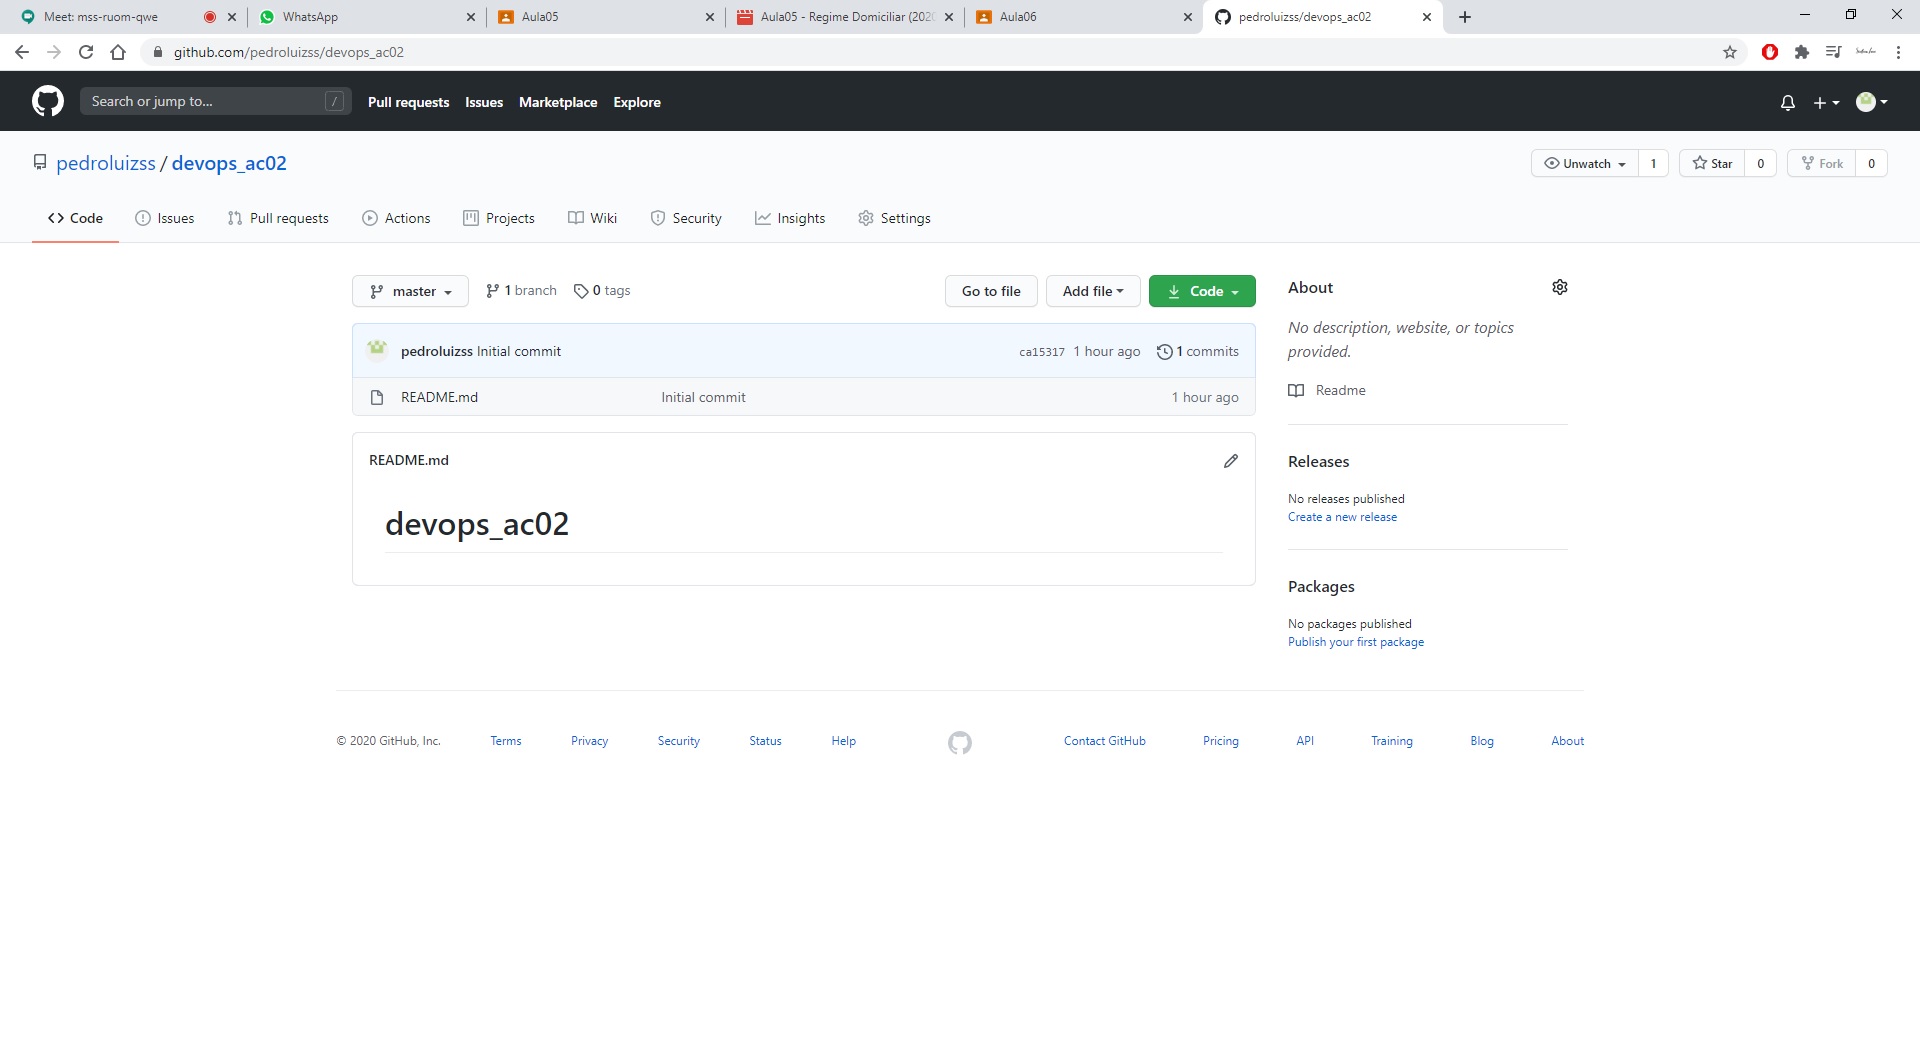 Meet: mss-ruom-qwe
WhatsApp
Aula05
Aula05 - Regime Domiciliar (202
Aula06
pedroluizss/devops_ac02
github.com/pedroluizss/devops_ac02
Search or jump to... /
Pull requests Issues Marketplace Explore
pedroluizss / devops_ac02
Unwatch 1 Star 0 Fork 0
Code Issues Pull requests Actions Projects Wiki Security Insights Settings
master 1 branch 0 tags Go to file Add file Code
pedroluizss Initial commit ca15317 1 hour ago 1 commits
README.md Initial commit 1 hour ago
README.md
devops_ac02
About
No description, website, or topics
provided.
Readme
Releases
No releases published
Create a new release
Packages
No packages published
Publish your first package
© 2020 GitHub, Inc. Terms Privacy Security Status Help Contact GitHub Pricing API Training Blog About